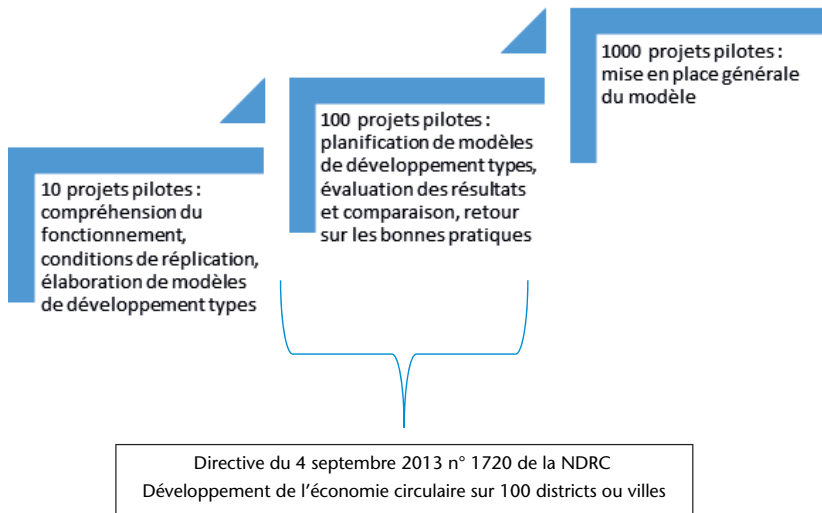 10 projets pilotes :
compréhension du
fonctionnement,
conditions de réplication,
élaboration de modèles
de développement types
100 projets pilotes :
planification de modèles
de développement types,
évaluation des résultats
et comparaison, retour
sur les bonnes pratiques
1000 projets pilotes :
mise en place générale
du modèle
Directive du 4 septembre 2013 n° 1720 de la NDRC
Développement de l’économie circulaire sur 100 districts ou villes